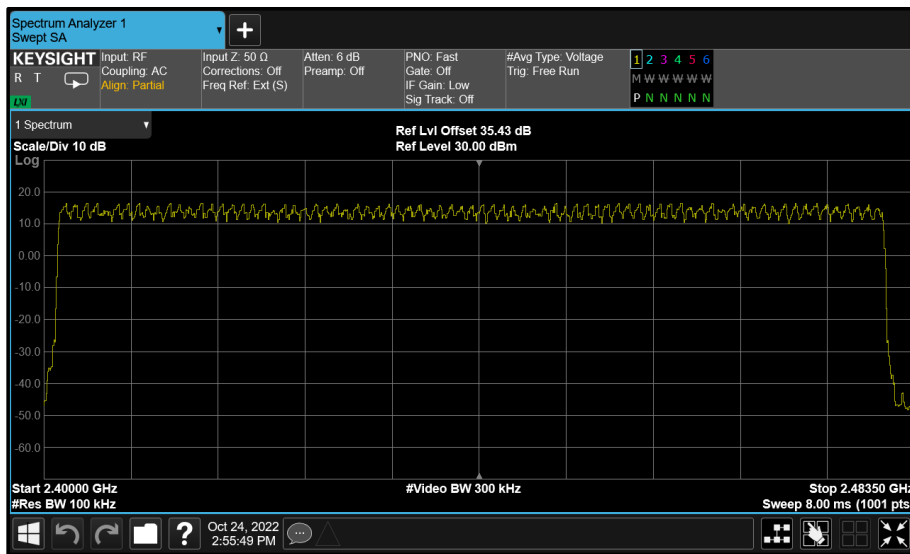 Spectrum Analyzer 1
Swept SA
KEYSIGHT
R T
LXI
Input: RF
Coupling: AC
Align: Partial
Input Z: 50 Ω
Corrections: Off
Freq Ref: Ext (S)
Atten: 6 dB
Preamp: Off
PNO: Fast
Gate: Off
IF Gain: Low
Sig Track: Off
#Avg Type: Voltage
Trig: Free Run
1 2 3 4 5 6
M W W W W W
P N N N N N
1 Spectrum
Scale/Div 10 dB
Ref Lvl Offset 35.43 dB
Ref Level 30.00 dBm
Log
20.0
10.0
0.00
-10.0
-20.0
-30.0
-40.0
-50.0
-60.0
Start 2.40000 GHz
#Res BW 100 kHz
#Video BW 300 kHz
Stop 2.48350 GHz
Sweep 8.00 ms (1001 pts
?
Oct 24, 2022
2:55:49 PM